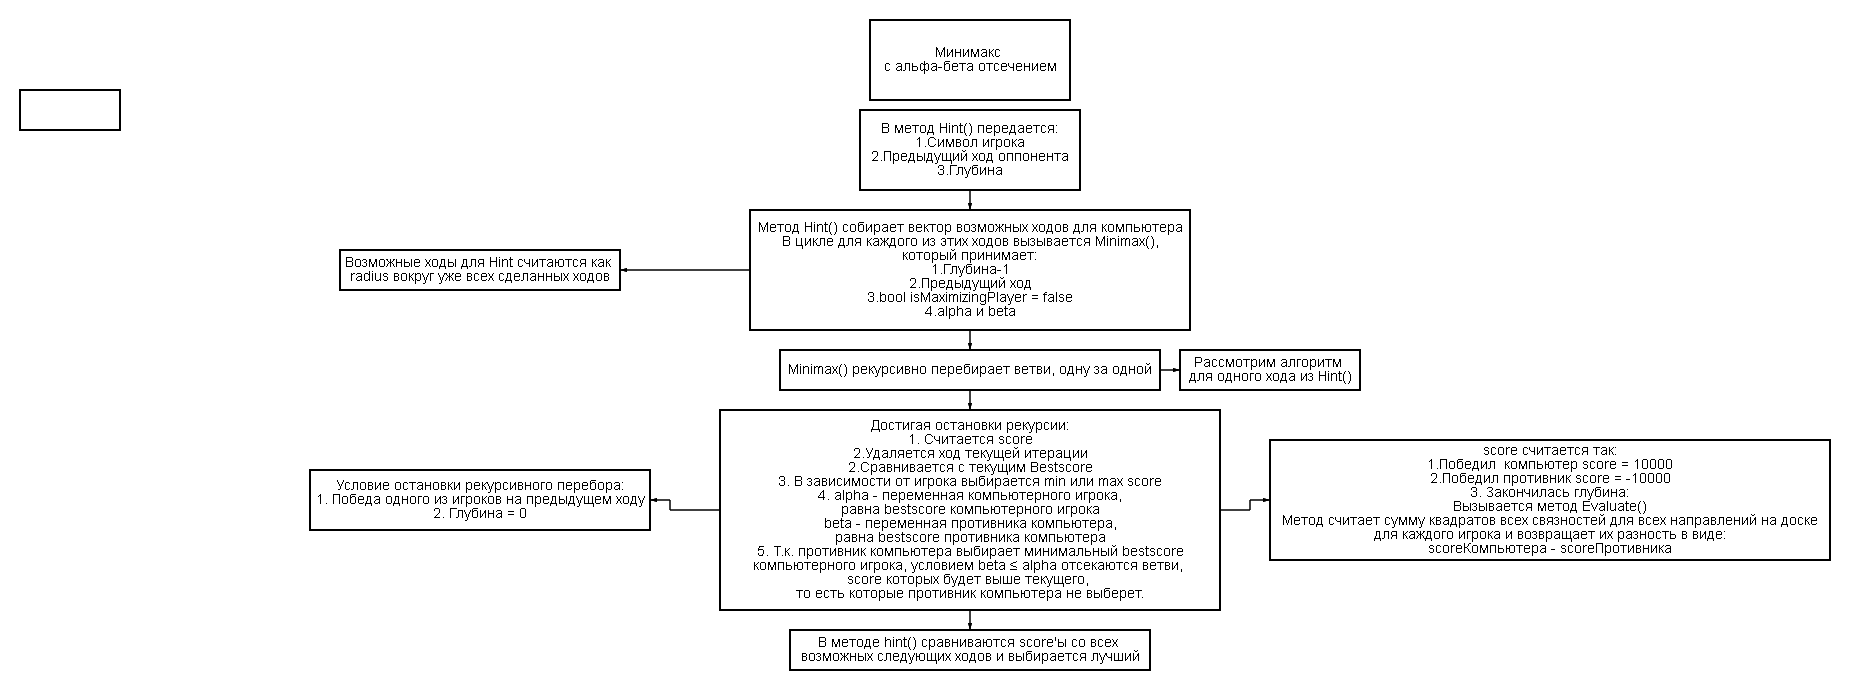 Минимакс
с альфа-бета отсечением
В метод Hint() передается:
1.Символ игрока
2.Предыдущий ход оппонента
3.Глубина
Метод Hint() собирает вектор возможных ходов для компьютера
В цикле для каждого из этих ходов вызывается Minimax(),
который принимает:
1.Глубина-1
2.Предыдущий ход
3.bool isMaximizingPlayer = false
4.alpha и beta
Возможные ходы для Hint считаются как
radius вокруг уже всех сделанных ходов
Minimax() рекурсивно перебирает ветви, одну за одной
Рассмотрим алгоритм
для одного хода из Hint()
Достигая остановки рекурсии:
1. Считается score
2.Удаляется ход текущей итерации
2.Сравнивается с текущим Bestscore
3. В зависимости от игрока выбирается min или max score
4. alpha - переменная компьютерного игрока,
равна bestscore компьютерного игрока
beta - переменная противника компьютера,
равна bestscore противника компьютера
5. Т.к. противник компьютера выбирает минимальный bestscore
компьютерного игрока, условием beta ≤ alpha отсекаются ветви,
score которых будет выше текущего,
то есть которые противник компьютера не выберет.
Условие остановки рекурсивного перебора:
1. Победа одного из игроков на предыдущем ходу
2. Глубина = 0
score считается так:
1.Победил  компьютер score = 10000
2.Победил противник score = -10000
3. Закончилась глубина:
Вызывается метод Evaluate()
Метод считает сумму квадратов всех связностей для всех направлений на доске
для каждого игрока и возвращает их разность в виде:
scoreКомпьютера - scoreПротивника
В методе hint() сравниваются score'ы со всех
возможных следующих ходов и выбирается лучший